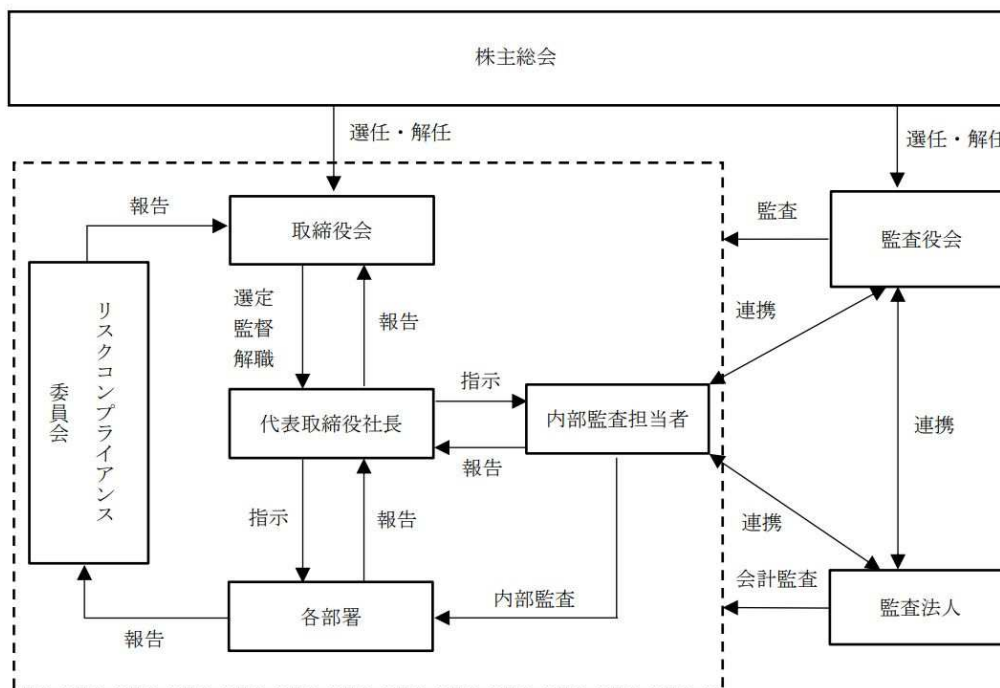 株主総会
選任・解任
選任・解任
報告
取締役会
監査
監査役会
選定
監督
解職
報告
連携
リスクコンプライアンス
委員会
代表取締役社長
指示
報告
内部監査担当者
連携
指示
報告
連携
各部署
内部監査
会計監査
監査法人
報告